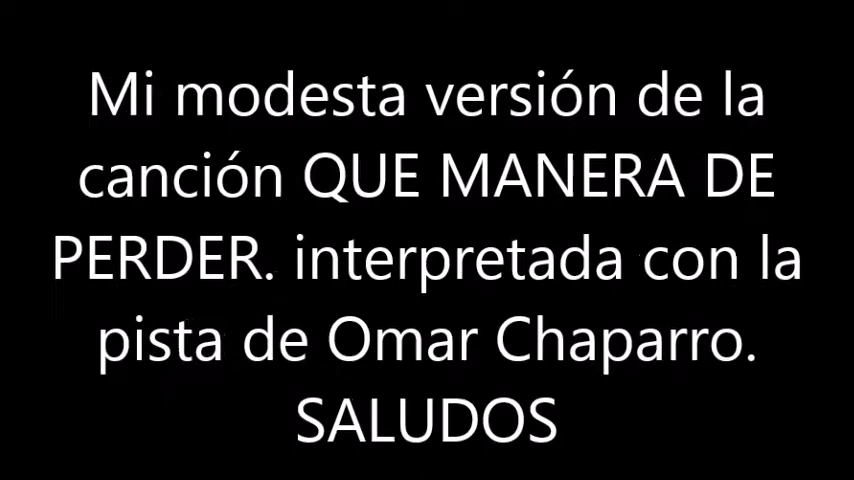 Mi modesta versión de la
canción QUE MANERA DE
PERDER. interpretada con la
pista de Omar Chaparro.
SALUDOS